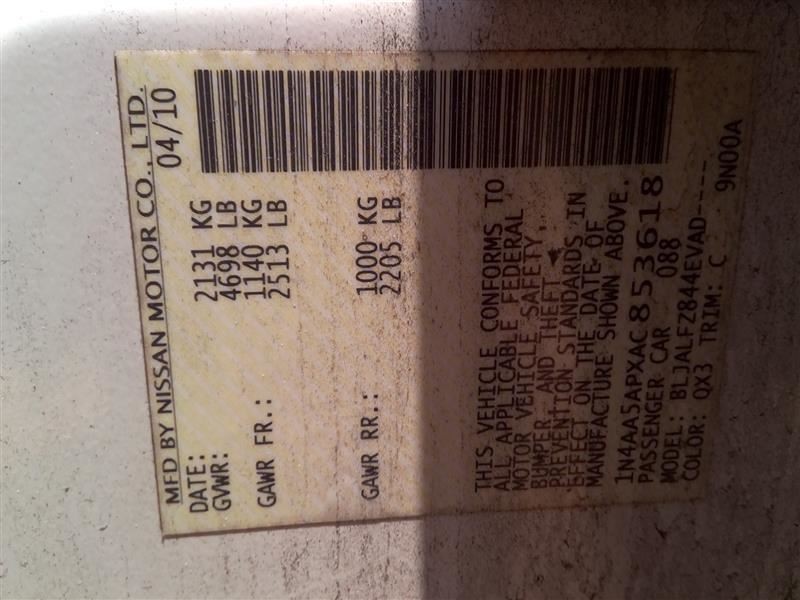 MFD BY NISSAN MOTOR CO., LTD.
DATE: 04/10
GVWR: 2131 KG
4698 LB
GAWR FR.: 1140 KG
2513 LB
GAWR RR.: 1000 KG
2205 LB
THIS VEHICLE CONFORMS TO
ALL APPLICABLE FEDERAL
MOTOR VEHICLE SAFETY,
BUMPER AND THEFT
PREVENTION STANDARDS IN
EFFECT ON THE DATE OF
MANUFACTURE SHOWN ABOVE.
1N4AA5APXAC853618
PASSENGER CAR 088
MODEL: BLJALFZ844EVAD----
COLOR: QX3 TRIM: C 9N00A